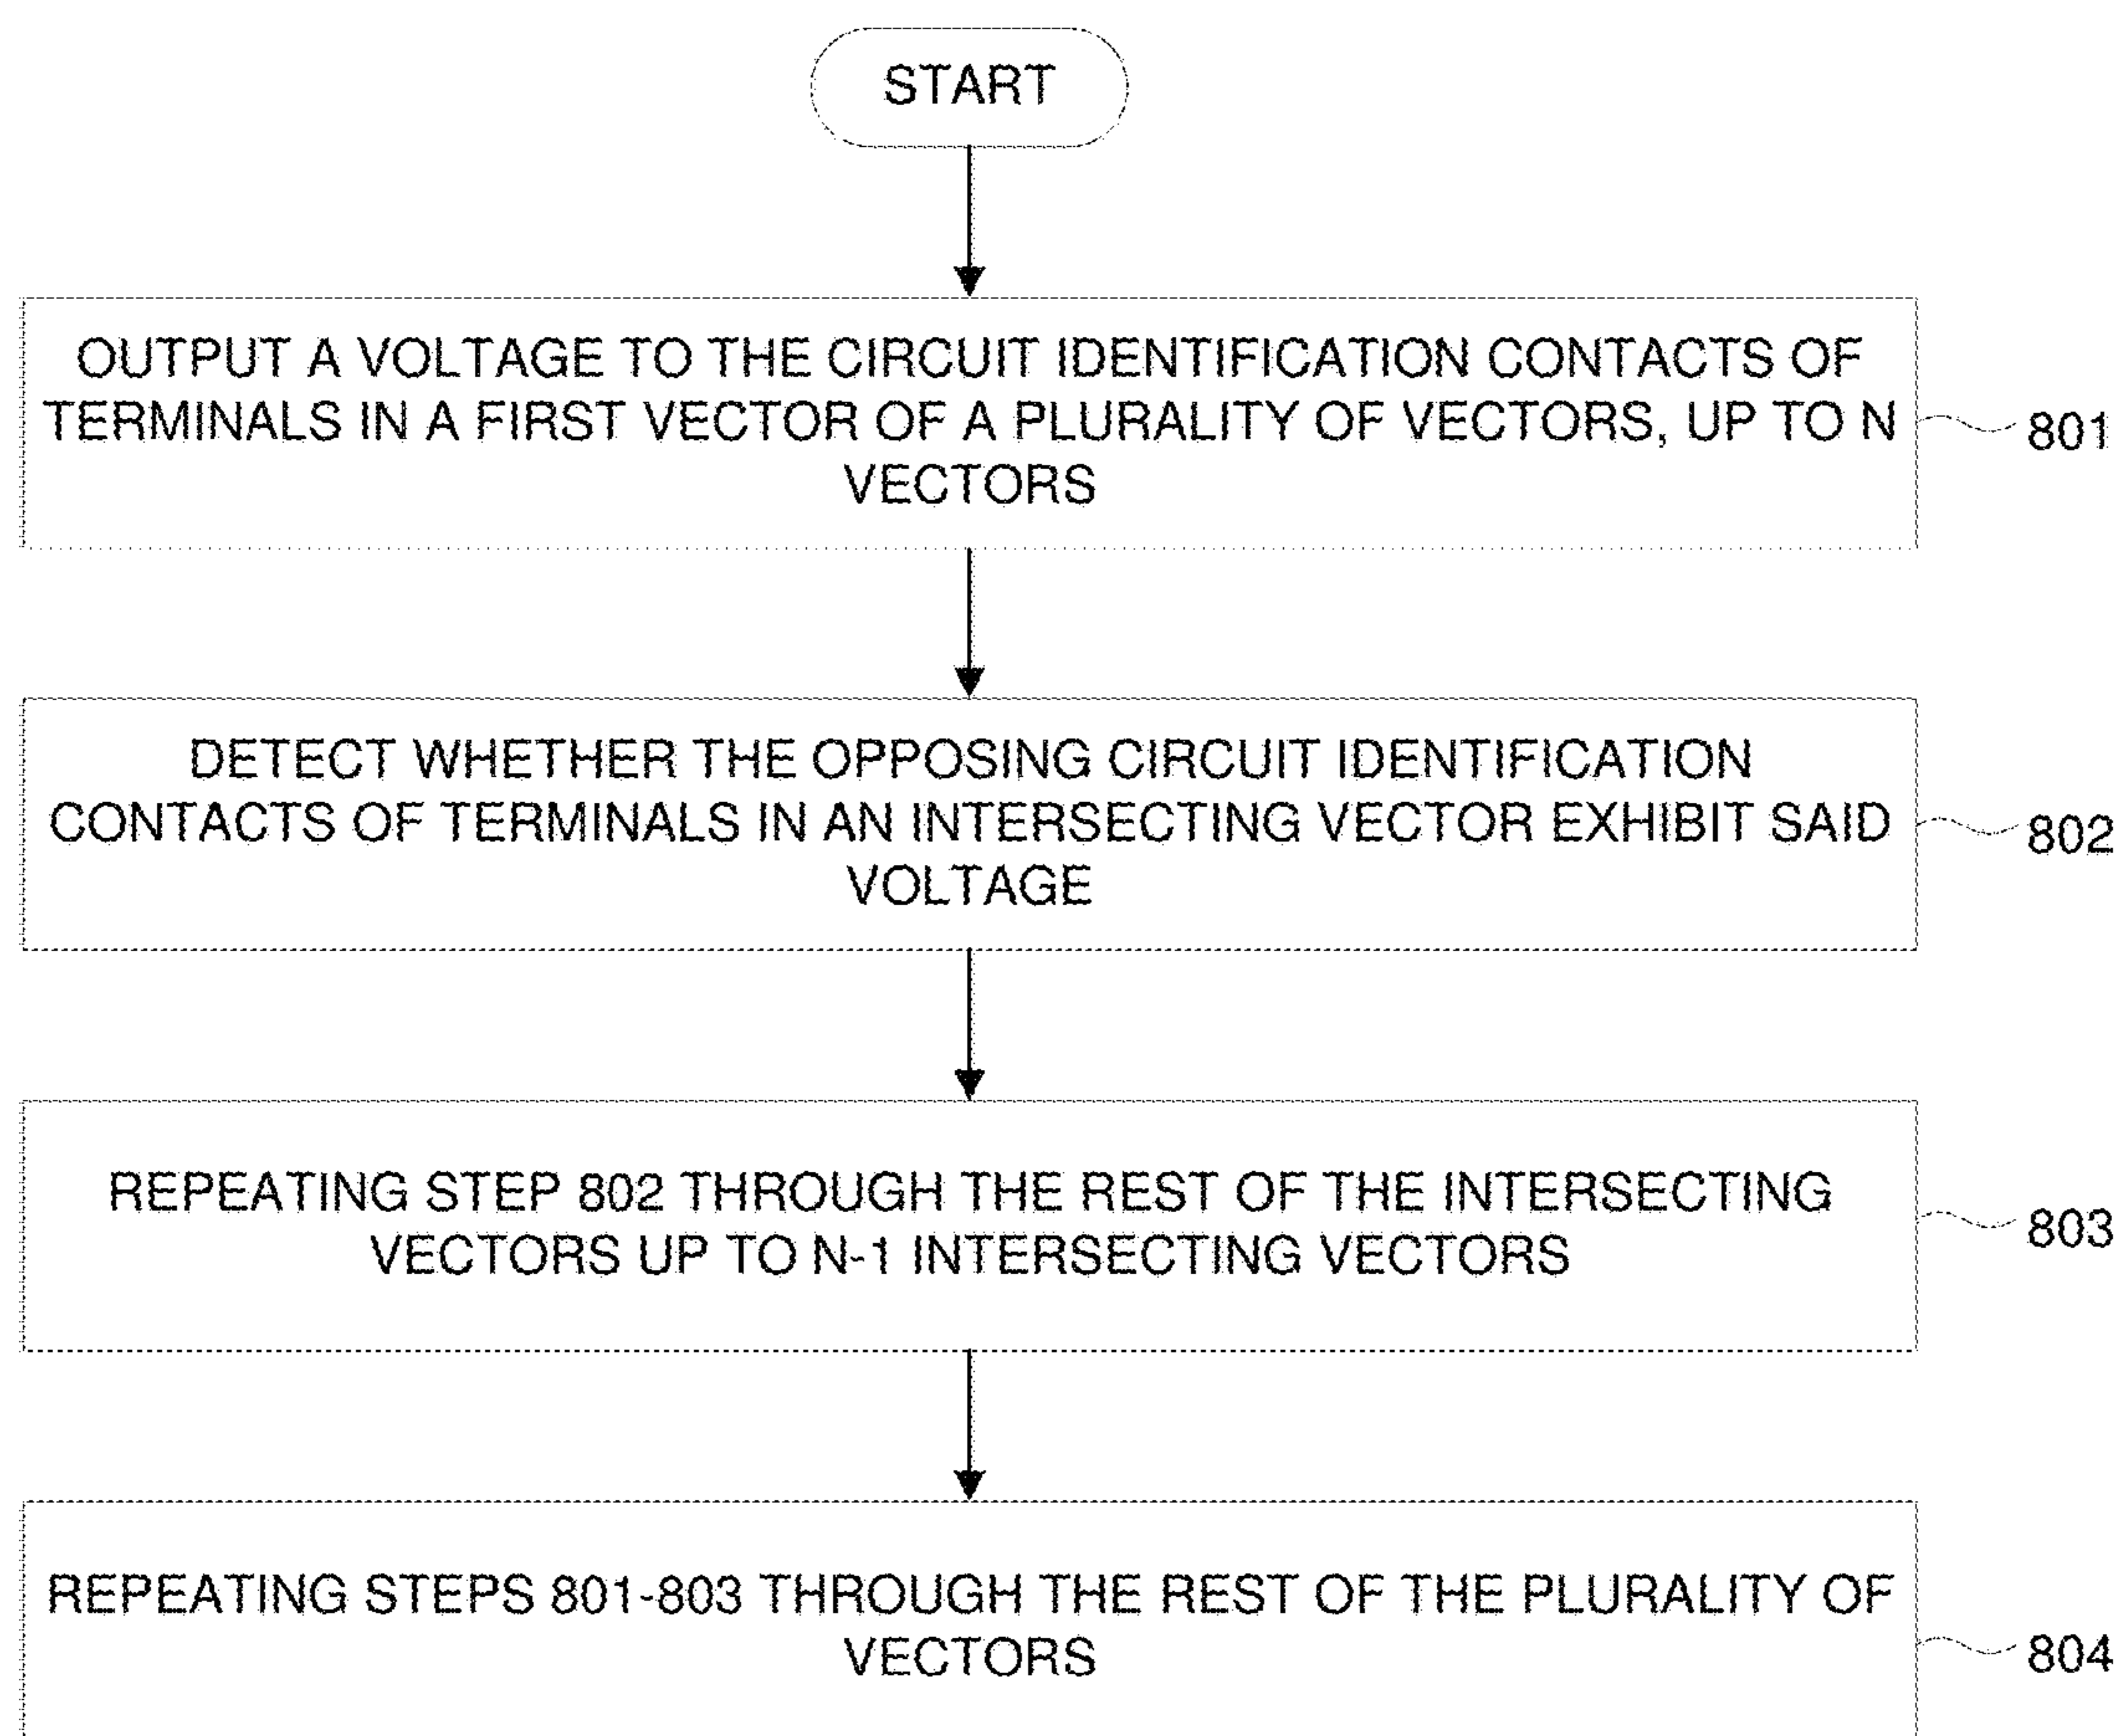 START
OUTPUT A VOLTAGE TO THE CIRCUIT IDENTIFICATION CONTACTS OF
TERMINALS IN A FIRST VECTOR OF A PLURALITY OF VECTORS, UP TO N
VECTORS
801
DETECT WHETHER THE OPPOSING CIRCUIT IDENTIFICATION
CONTACTS OF TERMINALS IN AN INTERSECTING VECTOR EXHIBIT SAID
VOLTAGE
802
REPEATING STEP 802 THROUGH THE REST OF THE INTERSECTING
VECTORS UP TO N-1 INTERSECTING VECTORS
803
REPEATING STEPS 801-803 THROUGH THE REST OF THE PLURALITY OF
VECTORS
804